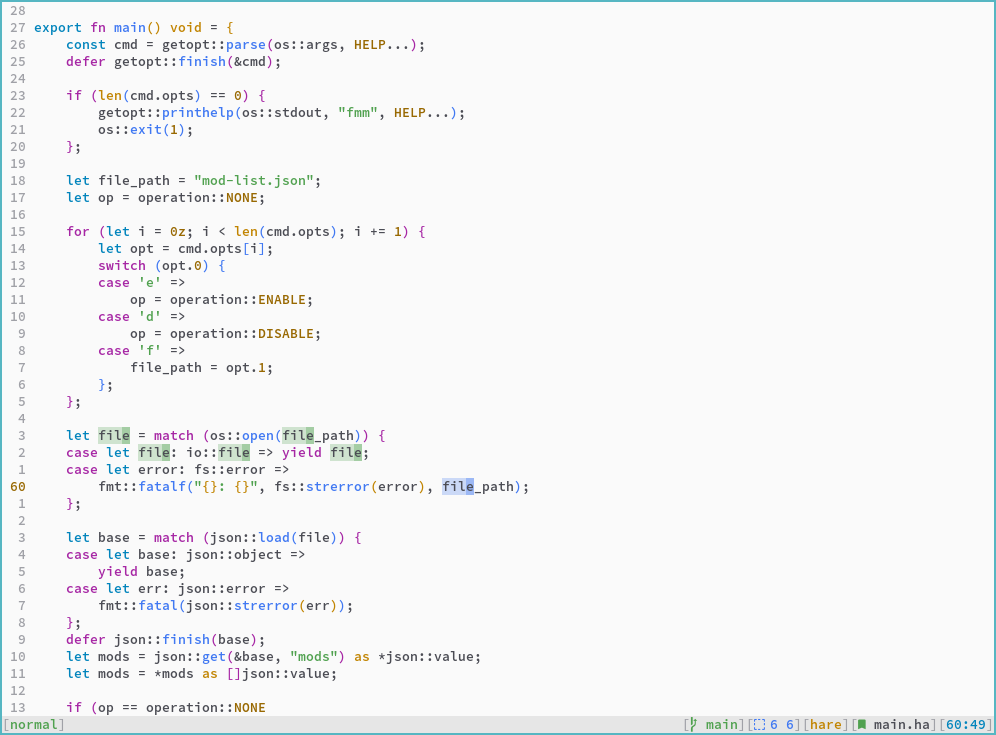 28
27 export fn main() void = {
26     const cmd = getopt::parse(os::args, HELP...);
25     defer getopt::finish(&cmd);
24
23     if (len(cmd.opts) == 0) {
22         getopt::printhelp(os::stdout, "fmm", HELP...);
21         os::exit(1);
20     };
19
18     let file_path = "mod-list.json";
17     let op = operation::NONE;
16
15     for (let i = 0z; i < len(cmd.opts); i += 1) {
14         let opt = cmd.opts[i];
13         switch (opt.0) {
12         case 'e' =>
11             op = operation::ENABLE;
10         case 'd' =>
9             op = operation::DISABLE;
8         case 'f' =>
7             file_path = opt.1;
6         };
5     };
4
3     let file = match (os::open(file_path)) {
2     case let file: io::file => yield file;
1     case let error: fs::error =>
60         fmt::fatalf("{}: {}", fs::strerror(error), file_path);
1     };
2
3     let base = match (json::load(file)) {
4     case let base: json::object =>
5         yield base;
6     case let err: json::error =>
7         fmt::fatal(json::strerror(err));
8     };
9     defer json::finish(base);
10     let mods = json::get(&base, "mods") as *json::value;
11     let mods = *mods as []json::value;
12
13     if (op == operation::NONE
[normal] [ main][ 6 6][hare][ main.ha][60:49]